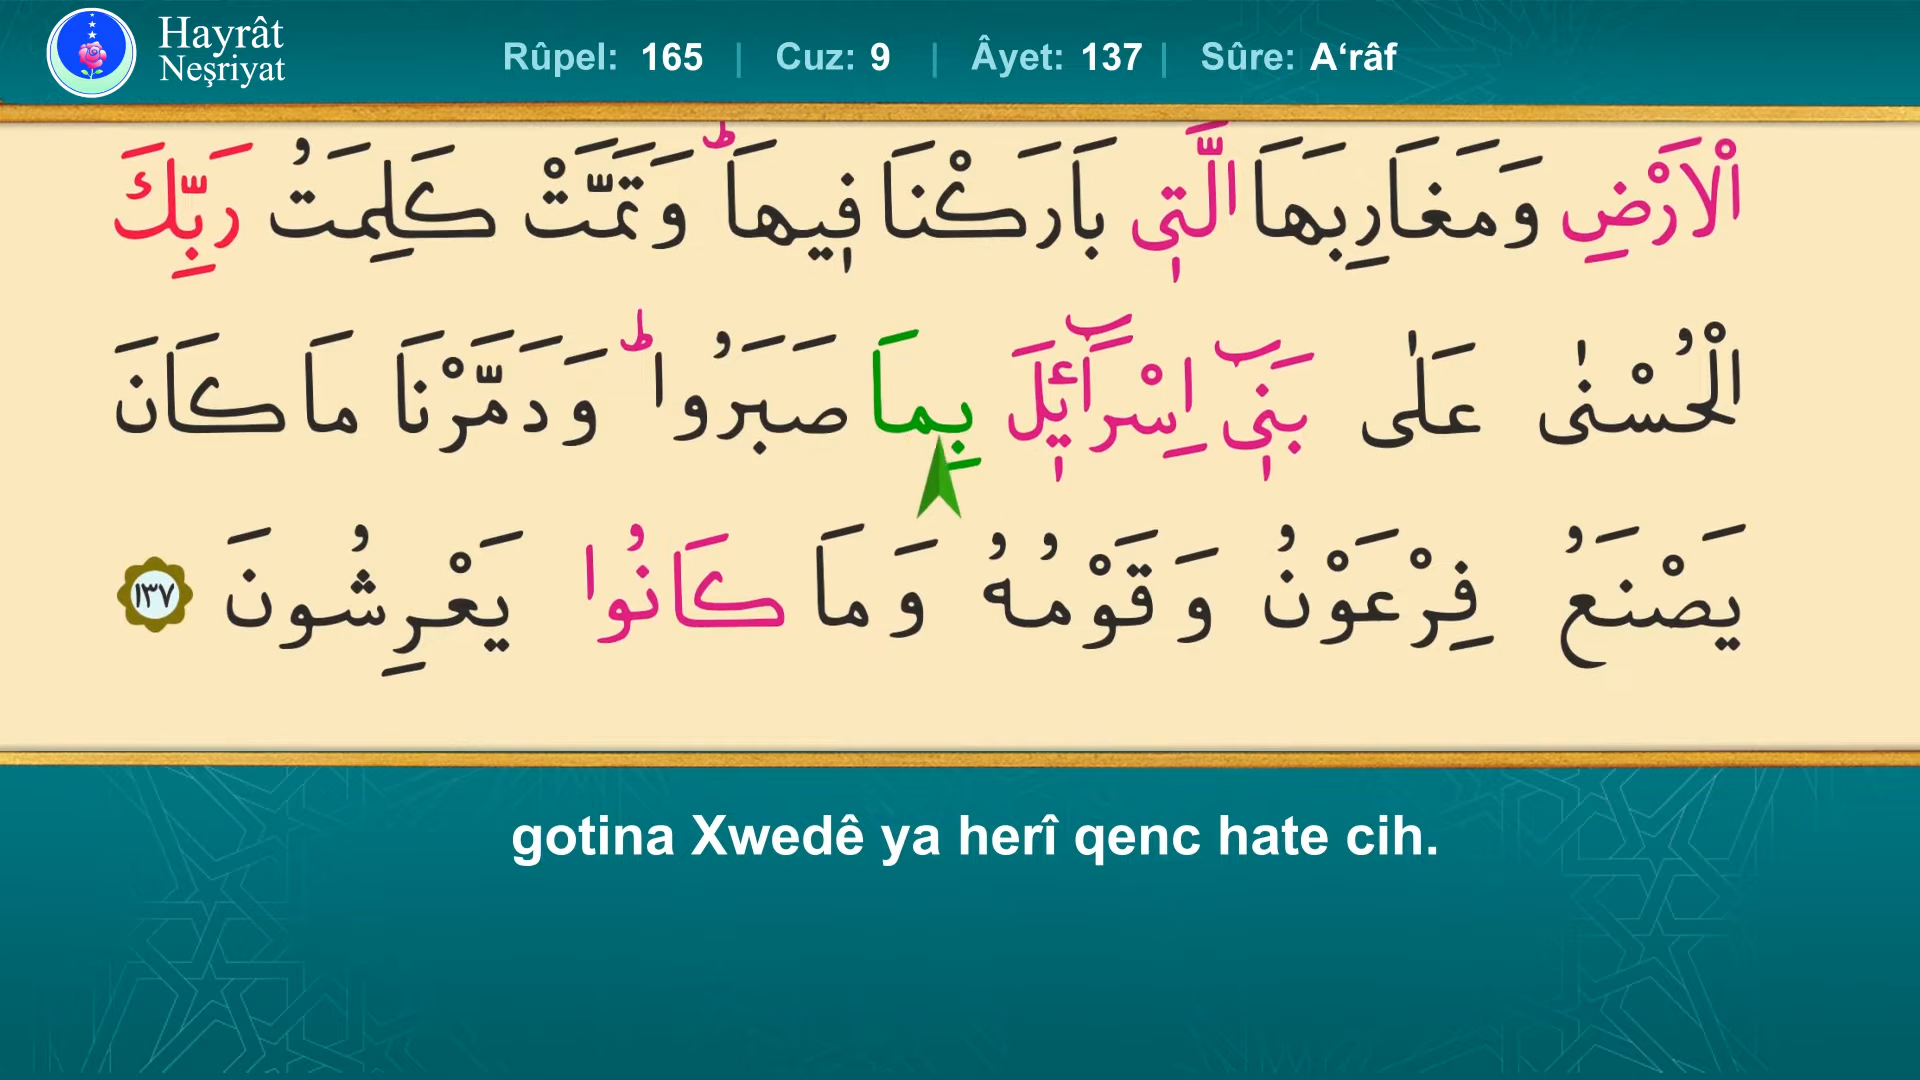 Hayrât
Neşriyat
Rûpel: 165 | Cuz: 9 | Âyet: 137 | Sûre: A‘râf
الْاَرْضِ وَمَغَارِبَهَا الَّت۪ي بَارَكْنَا ف۪يهَاۜ وَتَمَّتْ كَلِمَتُ رَبِّكَ
الْحُسْنٰى عَلٰى بَن۪ٓي اِسْرَٓائ۪لَ بِمَا صَبَرُواۜ وَدَمَّرْنَا مَا كَانَ
يَصْنَعُ فِرْعَوْنُ وَقَوْمُهُ وَمَا كَانُوا يَعْرِشُونَ ١٣٧
gotina Xwedê ya herî qenc hate cih.